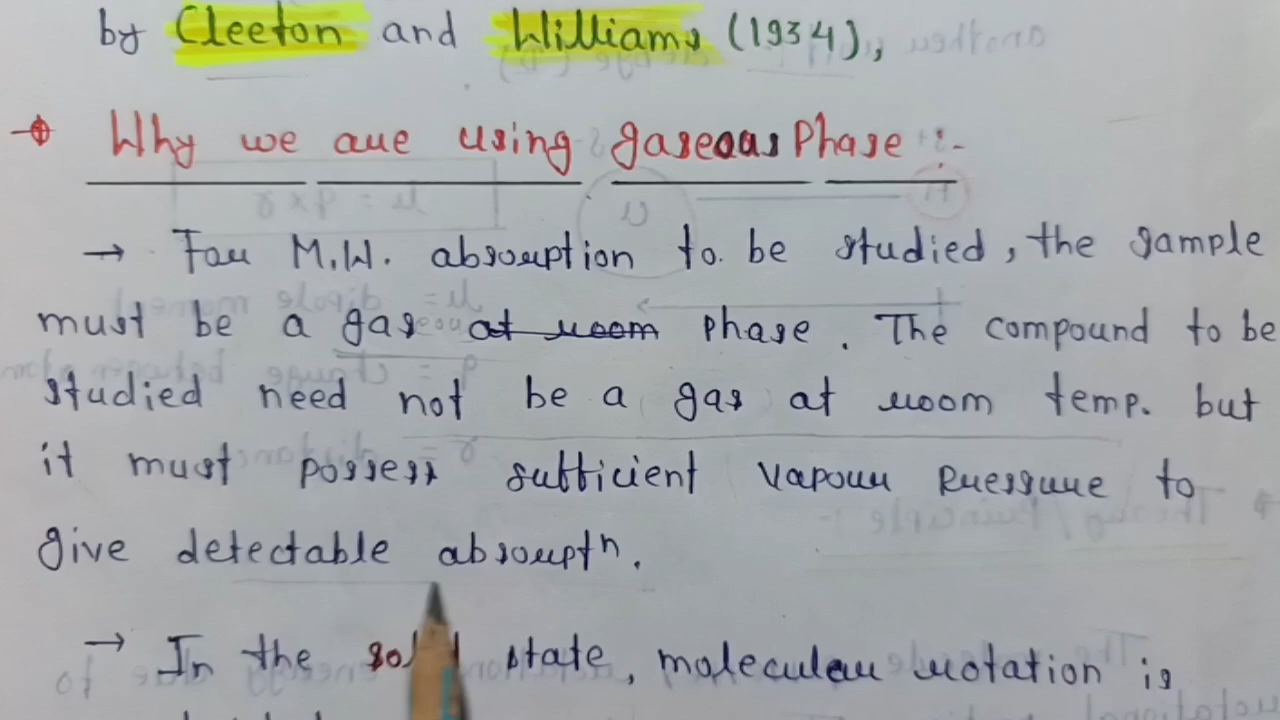 by Cleeton and Williams (1934),
Why we are using gaseous Phase :-
→ For M.W. absorption to be studied, the sample
must be a gas at room phase. The compound to be
studied need not be a gas at room temp. but
it must possess sufficient vapour Pressure to
give detectable absorptn.
→ In the state, molecular rotation is